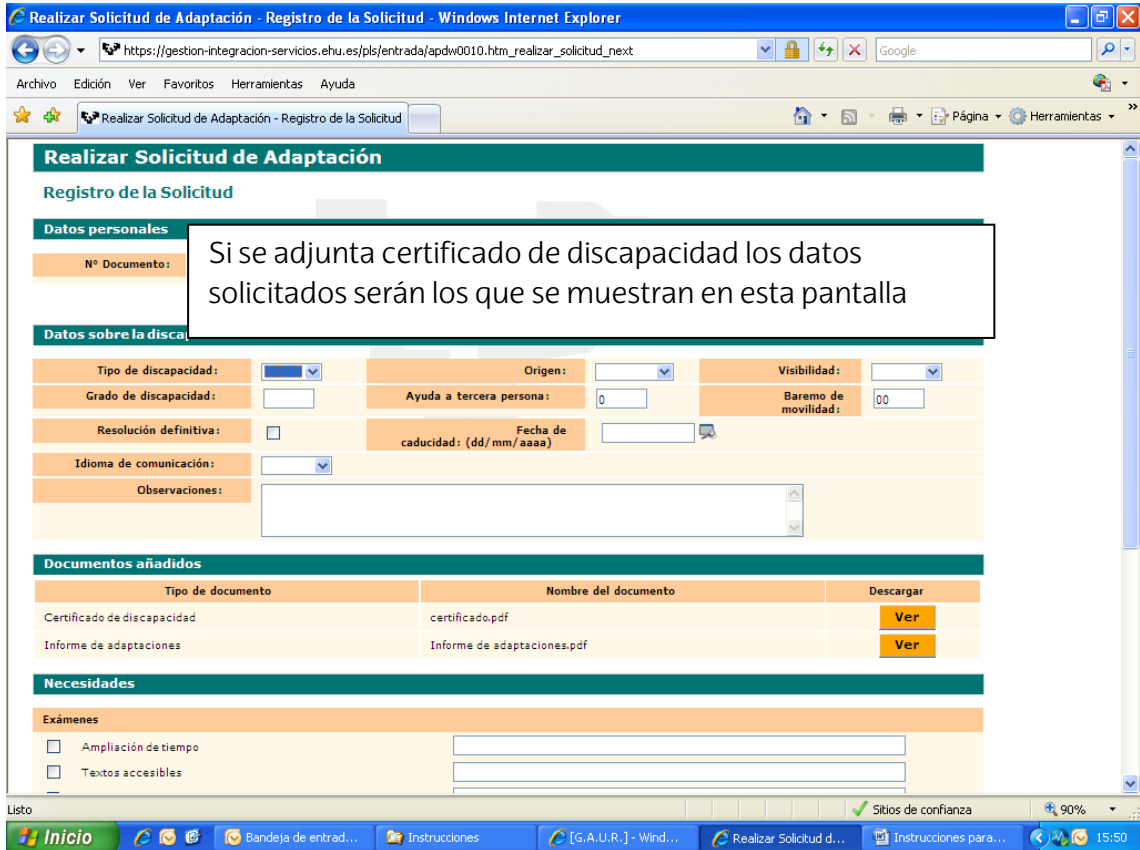 Realizar Solicitud de Adaptación - Registro de la Solicitud - Windows Internet Explorer
https://gestion-integracion-servicios.ehu.es/pls/entrada/apdw0010.htm_realizar_solicitud_next
Google
Archivo Edición Ver Favoritos Herramientas Ayuda
Realizar Solicitud de Adaptación - Registro de la Solicitud
Página Herramientas
Realizar Solicitud de Adaptación
Registro de la Solicitud
Datos personales
Nº Documento:
Si se adjunta certificado de discapacidad los datos
solicitados serán los que se muestran en esta pantalla
Datos sobre la discap
Tipo de discapacidad: Origen: Visibilidad:
Grado de discapacidad: Ayuda a tercera persona: 0 Baremo de movilidad: 00
Resolución definitiva: Fecha de caducidad: (dd/mm/aaaa)
Idioma de comunicación:
Observaciones:
Documentos añadidos
Tipo de documento Nombre del documento Descargar
Certificado de discapacidad certificado.pdf Ver
Informe de adaptaciones Informe de adaptaciones.pdf Ver
Necesidades
Exámenes
Ampliación de tiempo
Textos accesibles
Listo Sitios de confianza 90%
Inicio Bandeja de entrad... Instrucciones [G.A.U.R.] - Wind... Realizar Solicitud d... Instrucciones para... 15:50